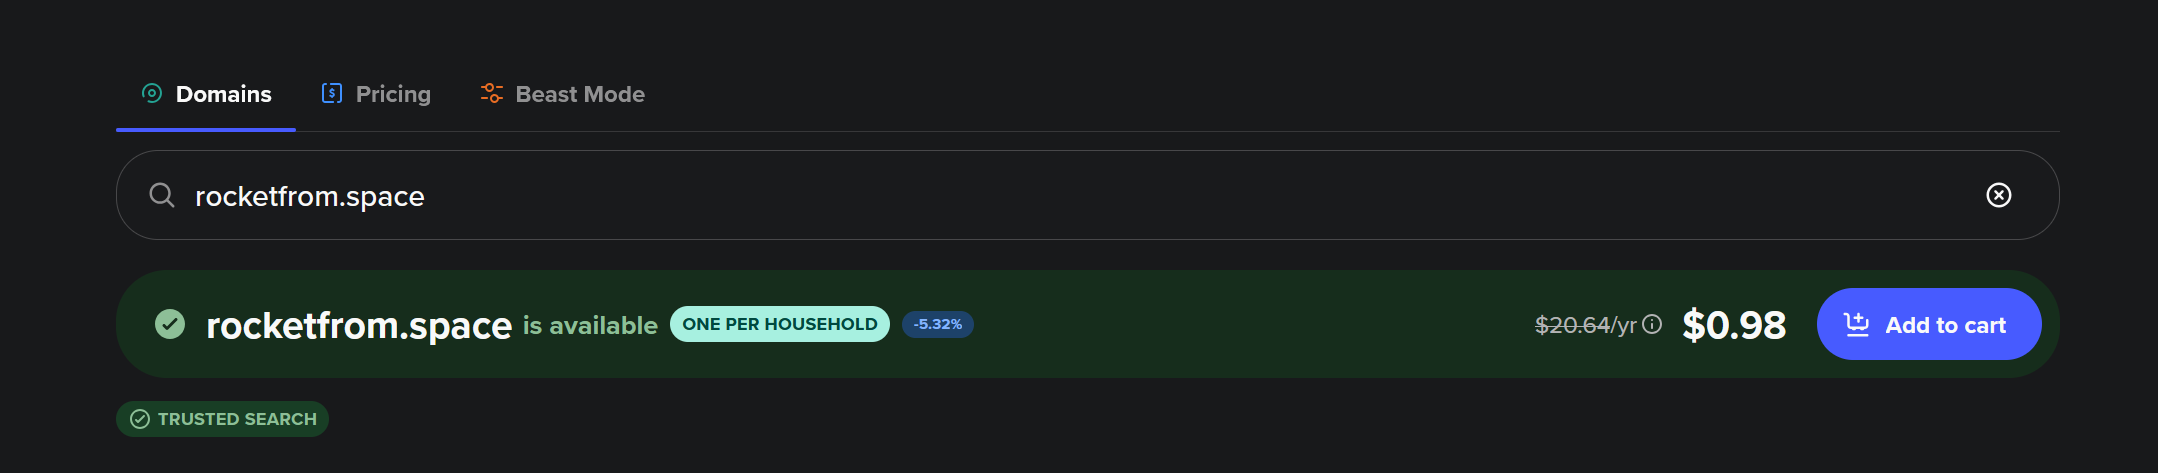 Domains Pricing Beast Mode
rocketfrom.space
rocketfrom.space is available ONE PER HOUSEHOLD -5.32% $20.64/yr $0.98 Add to cart
TRUSTED SEARCH